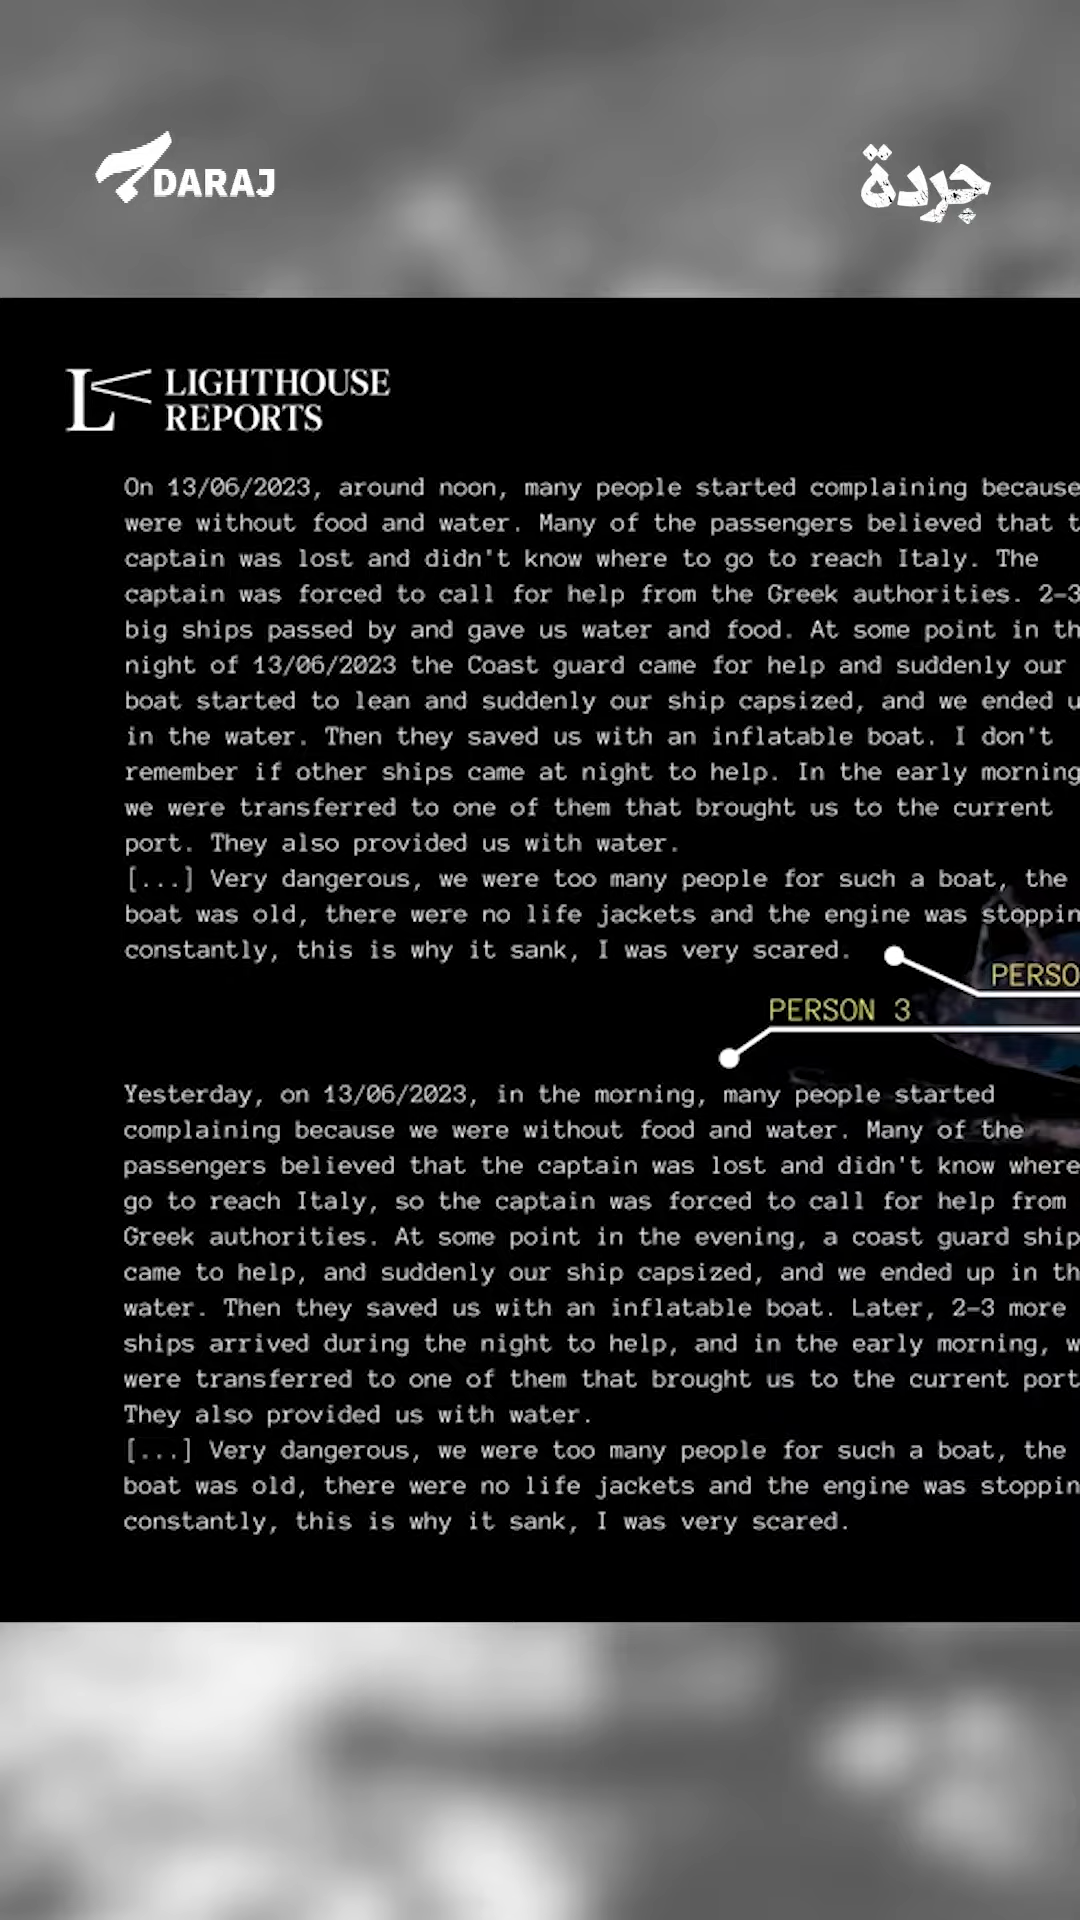 DARAJ
جردة
LIGHTHOUSE
REPORTS
On 13/06/2023, around noon, many people started complaining because
were without food and water. Many of the passengers believed that t
captain was lost and didn't know where to go to reach Italy. The
captain was forced to call for help from the Greek authorities. 2-3
big ships passed by and gave us water and food. At some point in th
night of 13/06/2023 the Coast guard came for help and suddenly our
boat started to lean and suddenly our ship capsized, and we ended u
in the water. Then they saved us with an inflatable boat. I don't
remember if other ships came at night to help. In the early morning
we were transferred to one of them that brought us to the current
port. They also provided us with water.
[...] Very dangerous, we were too many people for such a boat, the
boat was old, there were no life jackets and the engine was stoppin
constantly, this is why it sank, I was very scared.
PERSO
PERSON 3
Yesterday, on 13/06/2023, in the morning, many people started
complaining because we were without food and water. Many of the
passengers believed that the captain was lost and didn't know where
go to reach Italy, so the captain was forced to call for help from
Greek authorities. At some point in the evening, a coast guard ship
came to help, and suddenly our ship capsized, and we ended up in th
water. Then they saved us with an inflatable boat. Later, 2-3 more
ships arrived during the night to help, and in the early morning, w
were transferred to one of them that brought us to the current port
They also provided us with water.
[...] Very dangerous, we were too many people for such a boat, the
boat was old, there were no life jackets and the engine was stoppin
constantly, this is why it sank, I was very scared.